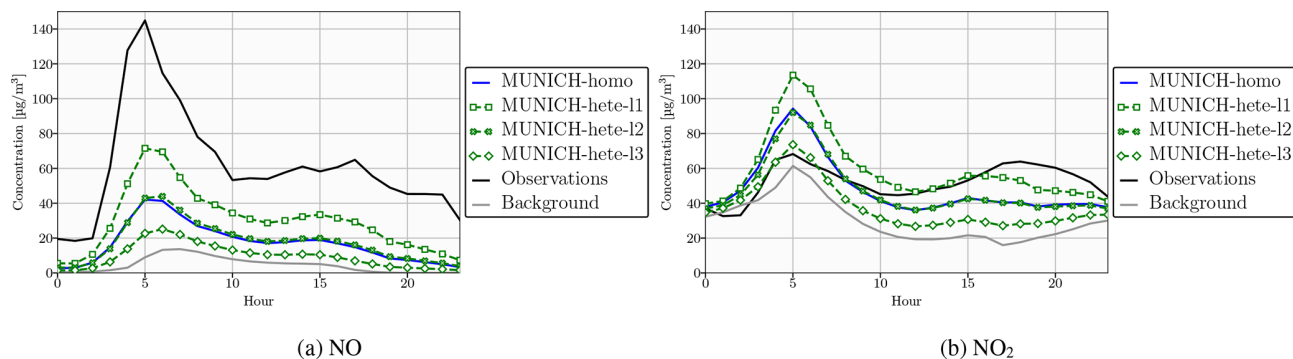 140
120
100
80
60
40
20
0
Concentration [µg/m³]
0 5 10 15 20
Hour
MUNICH-homo
MUNICH-hete-l1
MUNICH-hete-l2
MUNICH-hete-l3
Observations
Background
(a) NO
140
120
100
80
60
40
20
0
Concentration [µg/m³]
0 5 10 15 20
Hour
MUNICH-homo
MUNICH-hete-l1
MUNICH-hete-l2
MUNICH-hete-l3
Observations
Background
(b) NO₂